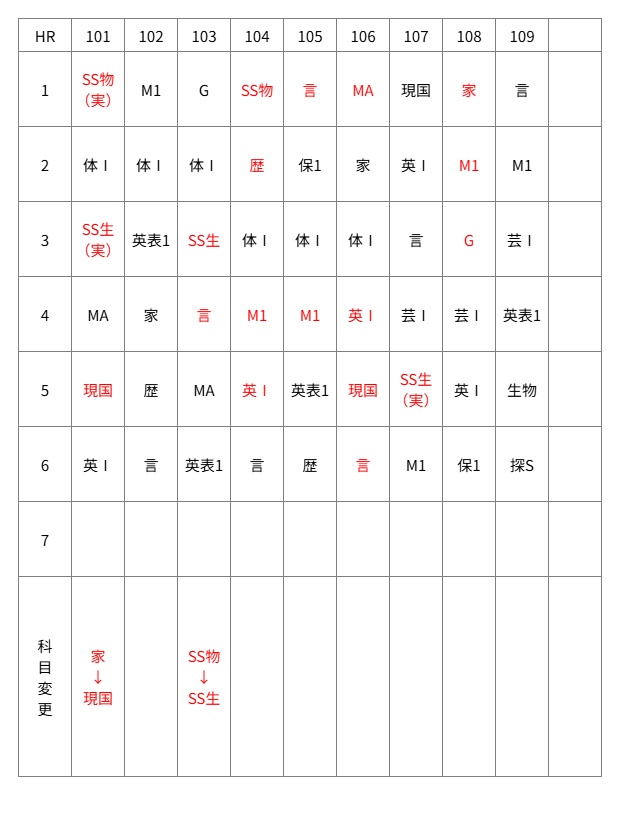 HR 101 102 103 104 105 106 107 108 109
1 SS物（実） M1 G SS物 言 MA 現国 家 言
2 体Ⅰ 体Ⅰ 体Ⅰ 歴 保1 家 英Ⅰ M1 M1
3 SS生（実） 英表1 SS生 体Ⅰ 体Ⅰ 体Ⅰ 言 G 芸Ⅰ
4 MA 家 言 M1 M1 英Ⅰ 芸Ⅰ 芸Ⅰ 英表1
5 現国 歴 MA 英Ⅰ 英表1 現国 SS生（実） 英Ⅰ 生物
6 英Ⅰ 言 英表1 言 歴 言 M1 保1 探S
7
科目変更 家↓現国 SS物↓SS生